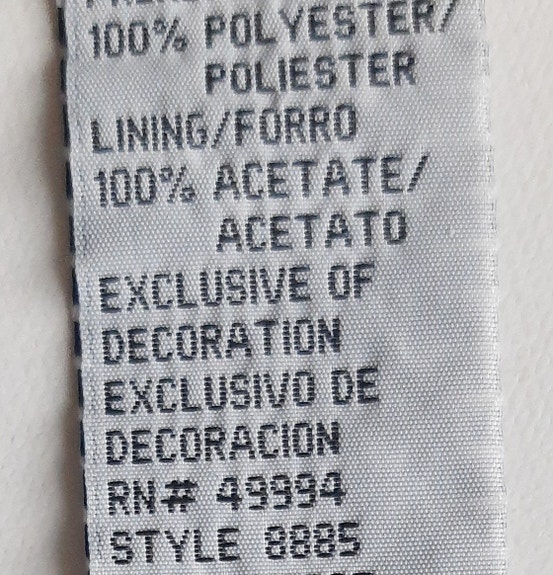 100% POLYESTER/
POLIESTER
LINING/FORRO
100% ACETATE/
ACETATO
EXCLUSIVE OF
DECORATION
EXCLUSIVO DE
DECORACION
RN# 49994
STYLE 8885